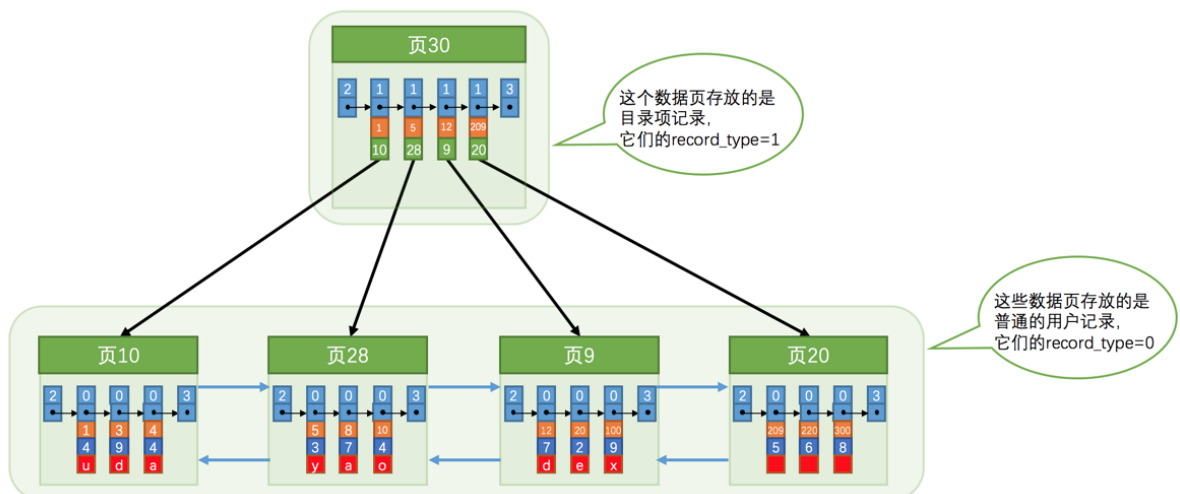 页30
2 1 1 1 1 3
1 5 12 209
10 28 9 20
这个数据页存放的是
目录项记录,
它们的record_type=1
这些数据页存放的是
普通的用户记录,
它们的record_type=0
页10
2 0 0 0 3
1 3 4
4 9 4
u d a
页28
2 0 0 0 3
5 8 10
3 7 4
y a o
页9
2 0 0 0 3
12 20 100
7 2 9
d e x
页20
2 0 0 0 3
209 220 300
5 6 8